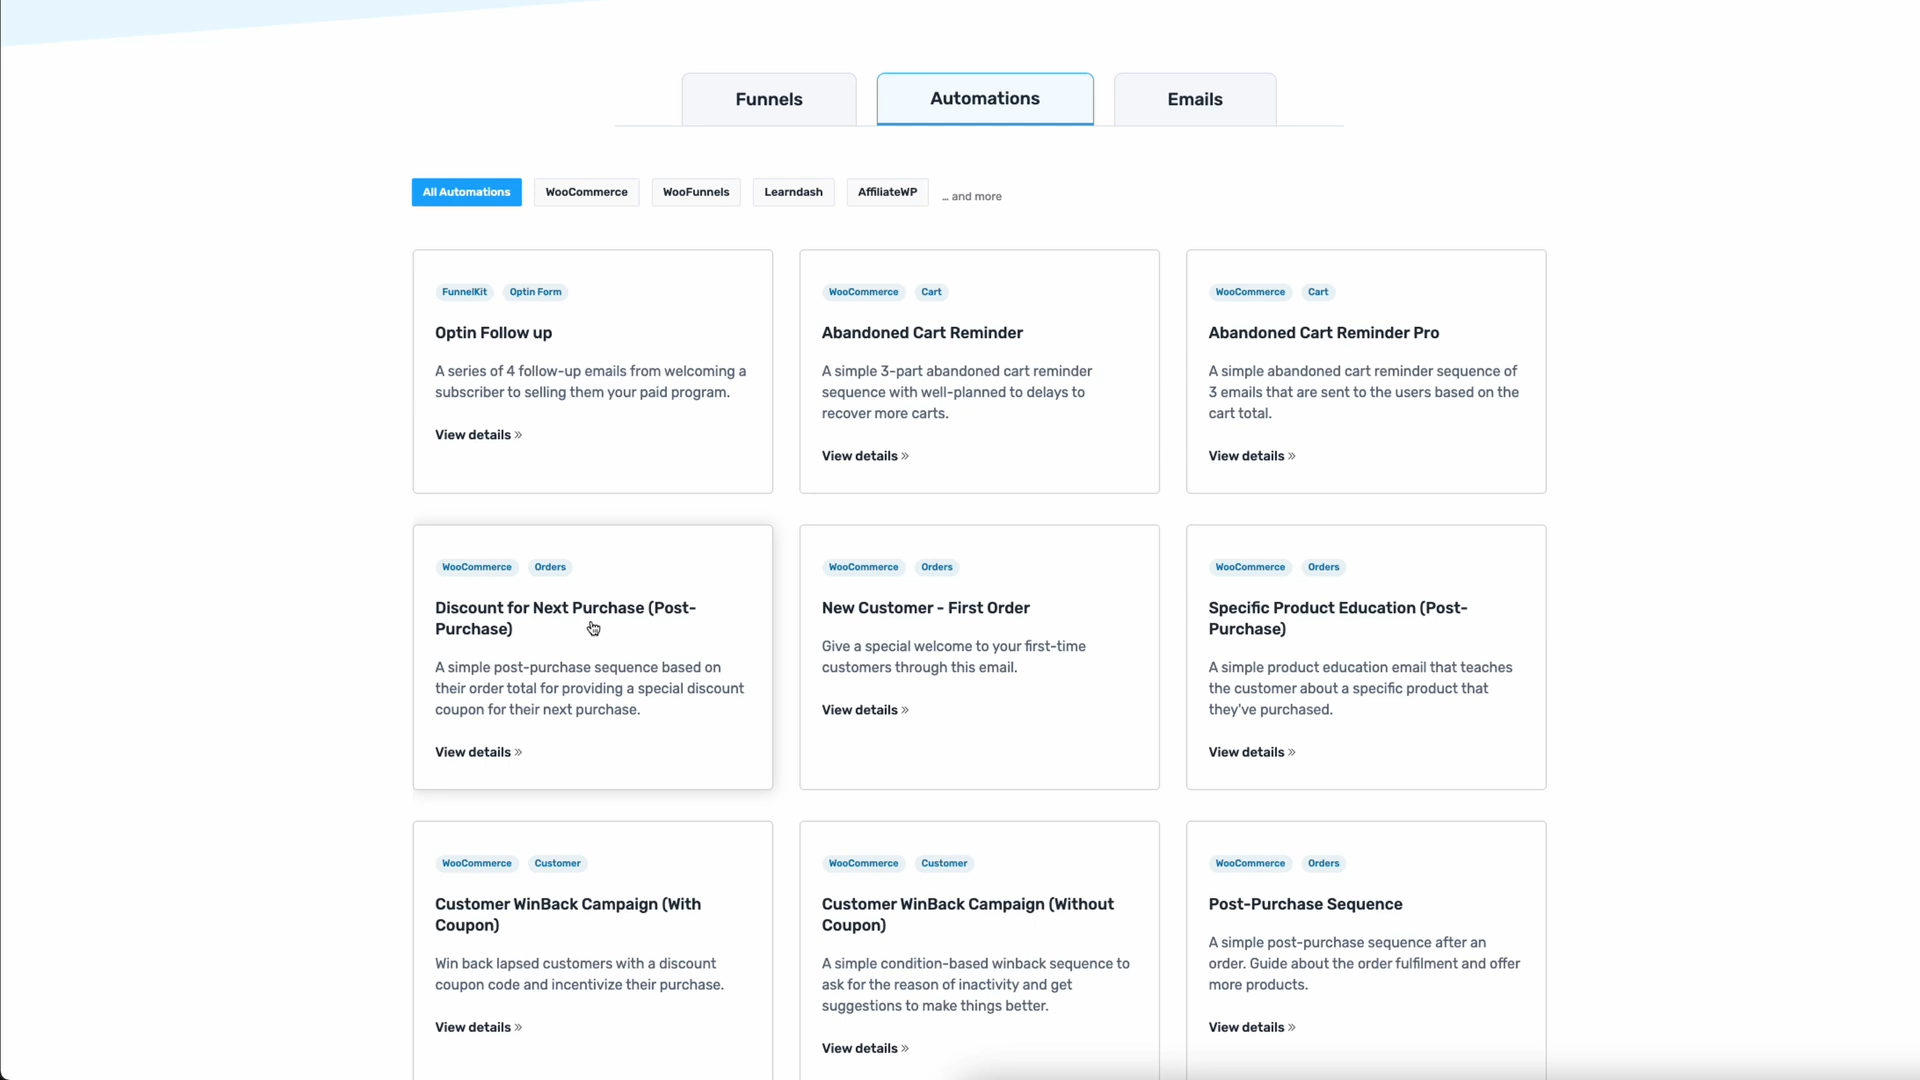 Funnels
Automations
Emails
All Automations
WooCommerce
WooFunnels
Learndash
AffiliateWP
... and more
FunnelKit
Optin Form
Optin Follow up
A series of 4 follow-up emails from welcoming a
subscriber to selling them your paid program.
View details »
WooCommerce
Cart
Abandoned Cart Reminder
A simple 3-part abandoned cart reminder
sequence with well-planned to delays to
recover more carts.
View details »
WooCommerce
Cart
Abandoned Cart Reminder Pro
A simple abandoned cart reminder sequence of
3 emails that are sent to the users based on the
cart total.
View details »
WooCommerce
Orders
Discount for Next Purchase (Post-
Purchase)
A simple post-purchase sequence based on
their order total for providing a special discount
coupon for their next purchase.
View details »
WooCommerce
Orders
New Customer - First Order
Give a special welcome to your first-time
customers through this email.
View details »
WooCommerce
Orders
Specific Product Education (Post-
Purchase)
A simple product education email that teaches
the customer about a specific product that
they've purchased.
View details »
WooCommerce
Customer
Customer WinBack Campaign (With
Coupon)
Win back lapsed customers with a discount
coupon code and incentivize their purchase.
View details »
WooCommerce
Customer
Customer WinBack Campaign (Without
Coupon)
A simple condition-based winback sequence to
ask for the reason of inactivity and get
suggestions to make things better.
View details »
WooCommerce
Orders
Post-Purchase Sequence
A simple post-purchase sequence after an
order. Guide about the order fulfilment and offer
more products.
View details »